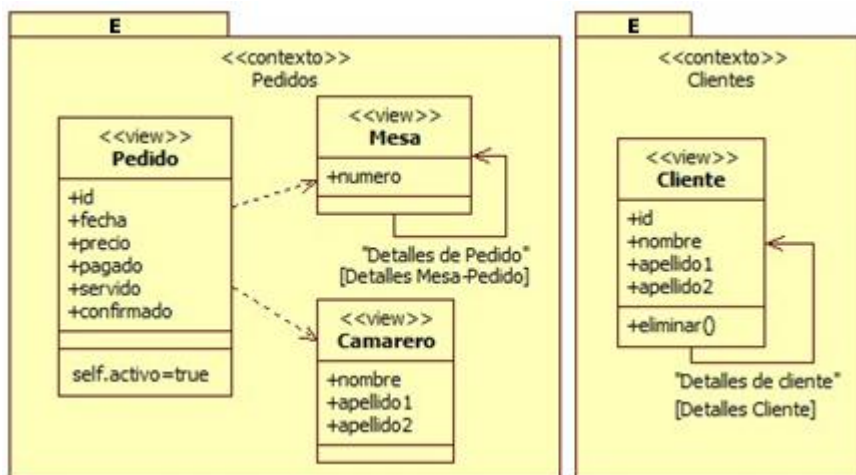 E
<<contexto>>
Pedidos
<<view>>
Pedido
+id
+fecha
+precio
+pagado
+servido
+confirmado
self.activo=true
<<view>>
Mesa
+numero
"Detalles de Pedido"
[Detalles Mesa-Pedido]
<<view>>
Camarero
+nombre
+apellido1
+apellido2
E
<<contexto>>
Clientes
<<view>>
Cliente
+id
+nombre
+apellido1
+apellido2
+eliminar()
"Detalles de cliente"
[Detalles Cliente]